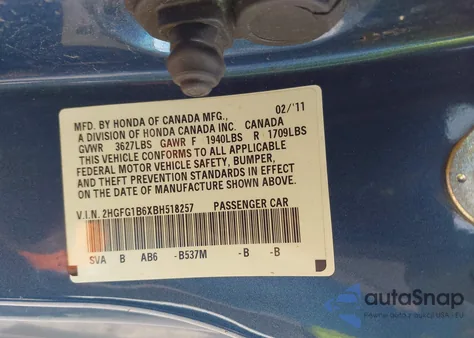 MFD. BY HONDA OF CANADA MFG., 02/'11
A DIVISION OF HONDA CANADA INC. CANADA
GVWR 3627LBS GAWR F 1940LBS R 1709LBS
THIS VEHICLE CONFORMS TO ALL APPLICABLE
FEDERAL MOTOR VEHICLE SAFETY, BUMPER,
AND THEFT PREVENTION STANDARDS IN EFFECT
ON THE DATE OF MANUFACTURE SHOWN ABOVE.
V.I.N. 2HGFG1B6XBH518257 PASSENGER CAR
SVA B AB6 -B537M -B -B
autoSnap